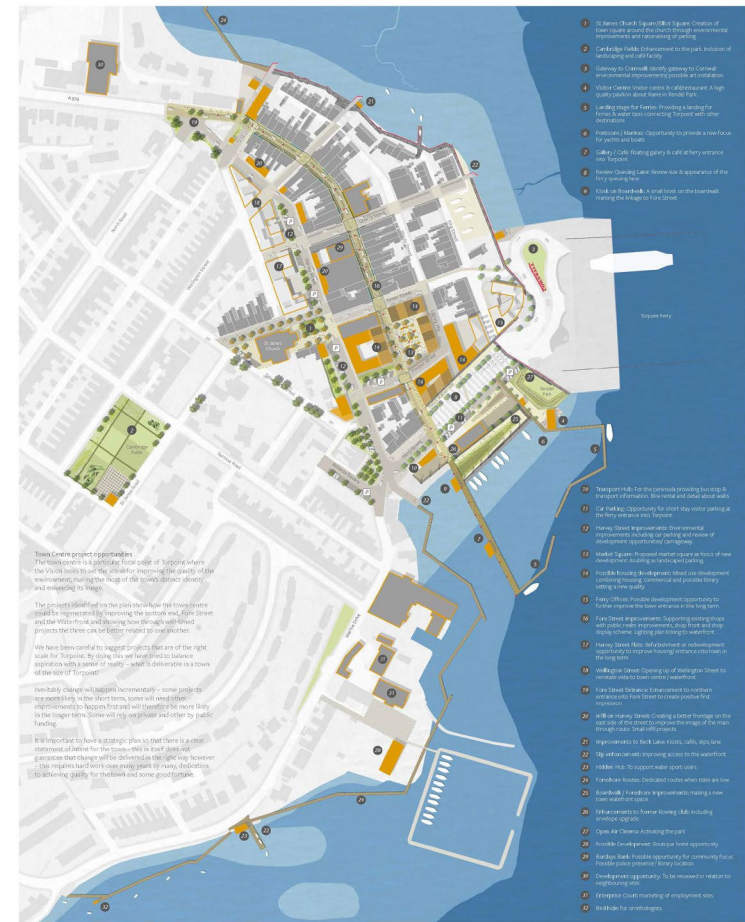 1 St James Church Square/Elliot Square: Creation of
town square around the church through environmental
improvements and rationalising of parking
2 Cambridge Fields: Enhancement to the park. Inclusion of
landscaping and café facility
3 Gateway to Cornwall: Identify gateway to Cornwall
environmental improvements/ possible art installation.
4 Visitor Centre: Visitor centre & café/restaurant. A high
quality pavilion about Rame in Rendel Park
5 Landing stage for Ferries: Providing a landing for
ferries & water taxis connecting Torpoint with other
destinations
6 Pontoons / Marinas: Opportunity to provide a new focus
for yachts and boats
7 Gallery / Café: floating gallery & café at ferry entrance
into Torpoint
8 Review Queuing Lane: Review size & appearance of the
ferry queuing lane.
9 Kiosk on Boardwalk: A small kiosk on the boardwalk
marking the linkage to Fore Street
A374
North Road
Wellington Street
St James
Church
Cambridge
Fields
Torpoint Ferry
Marine Drive
10 Transport Hub: For the peninsula providing bus stop &
transport information. Bike rental and detail about walks
11 Car Parking: Opportunity for short stay visitor parking at
the ferry entrance into Torpoint
12 Harvey Street Improvements: Environmental
improvements including car parking and review of
development opportunities/ carriageway
13 Market Square: Proposed market square as focus of new
development doubling as landscaped parking.
14 Possible housing development: Mixed use development
combining housing, commercial and possible library
setting a new quality
15 Ferry Offices: Possible development opportunity to
further improve the town entrance in the long term
16 Fore Street Improvements: Supporting existing shops
with public realm improvements, shop front and shop
display scheme. Lighting plan linking to waterfront
17 Harvey Street Flats: Refurbishment or redevelopment
opportunity to improve housing/ entrance into town in
the long term
18 Wellington Street: Opening up of Wellington Street to
reinstate vista to town centre / waterfront
19 Fore Street Entrance: Enhancement to northern
entrance into Fore Street to create positive first
impression
20 Infill on Harvey Street: Creating a better frontage on the
east side of the street to improve the image of the main
through route. Small infill projects
21 Improvements to Back Lane: Kiosks, cafés, slips, lane
22 Slip enhancement: Improving access to the waterfront
23 Hidden Hut: To support water sport users.
24 Foreshore Routes: Dedicated routes when tides are low
25 Boardwalk / Foreshore improvements: making a new
town waterfront space
26 Enhancements to former Rowing club: including
envelope upgrade.
27 Open Air Cinema: Activating the park
28 Possible Development: Boutique hotel opportunity
29 Barclays Bank: Possible opportunity for community focus
Possible police presence / library location
30 Development opportunity: To be reviewed in relation to
neighbouring sites
31 Enterprise Court: marketing of employment sites
32 Bird hide for ornithologists
Town Centre project opportunities
The town centre is a particular focal point of Torpoint where
the Vision looks to set the vision for improving the quality of the
environment; making the most of the town's distinct identity
and enhancing its image.
The projects identified on the plan show how the town centre
could be regenerated by improving the bottom end, Fore Street
and the Waterfront and showing how through well-timed
projects the three can be better related to one another.
We have been careful to suggest projects that are of the right
scale for Torpoint. By doing this we have tried to balance
aspiration with a sense of reality – what is deliverable in a town
of the size of Torpoint?
Inevitably change will happen incrementally – some projects
are more likely in the short term, some will need other
improvements to happen first and will therefore be more likely
in the longer term. Some will rely on private and other by public
funding.
It is important to have a strategic plan so that there is a clear
statement of intent for the town – this in itself does not
guarantee that change will be delivered in the right way however
– this requires hard work over many years by many, dedication
to achieving quality for the town and some good fortune.